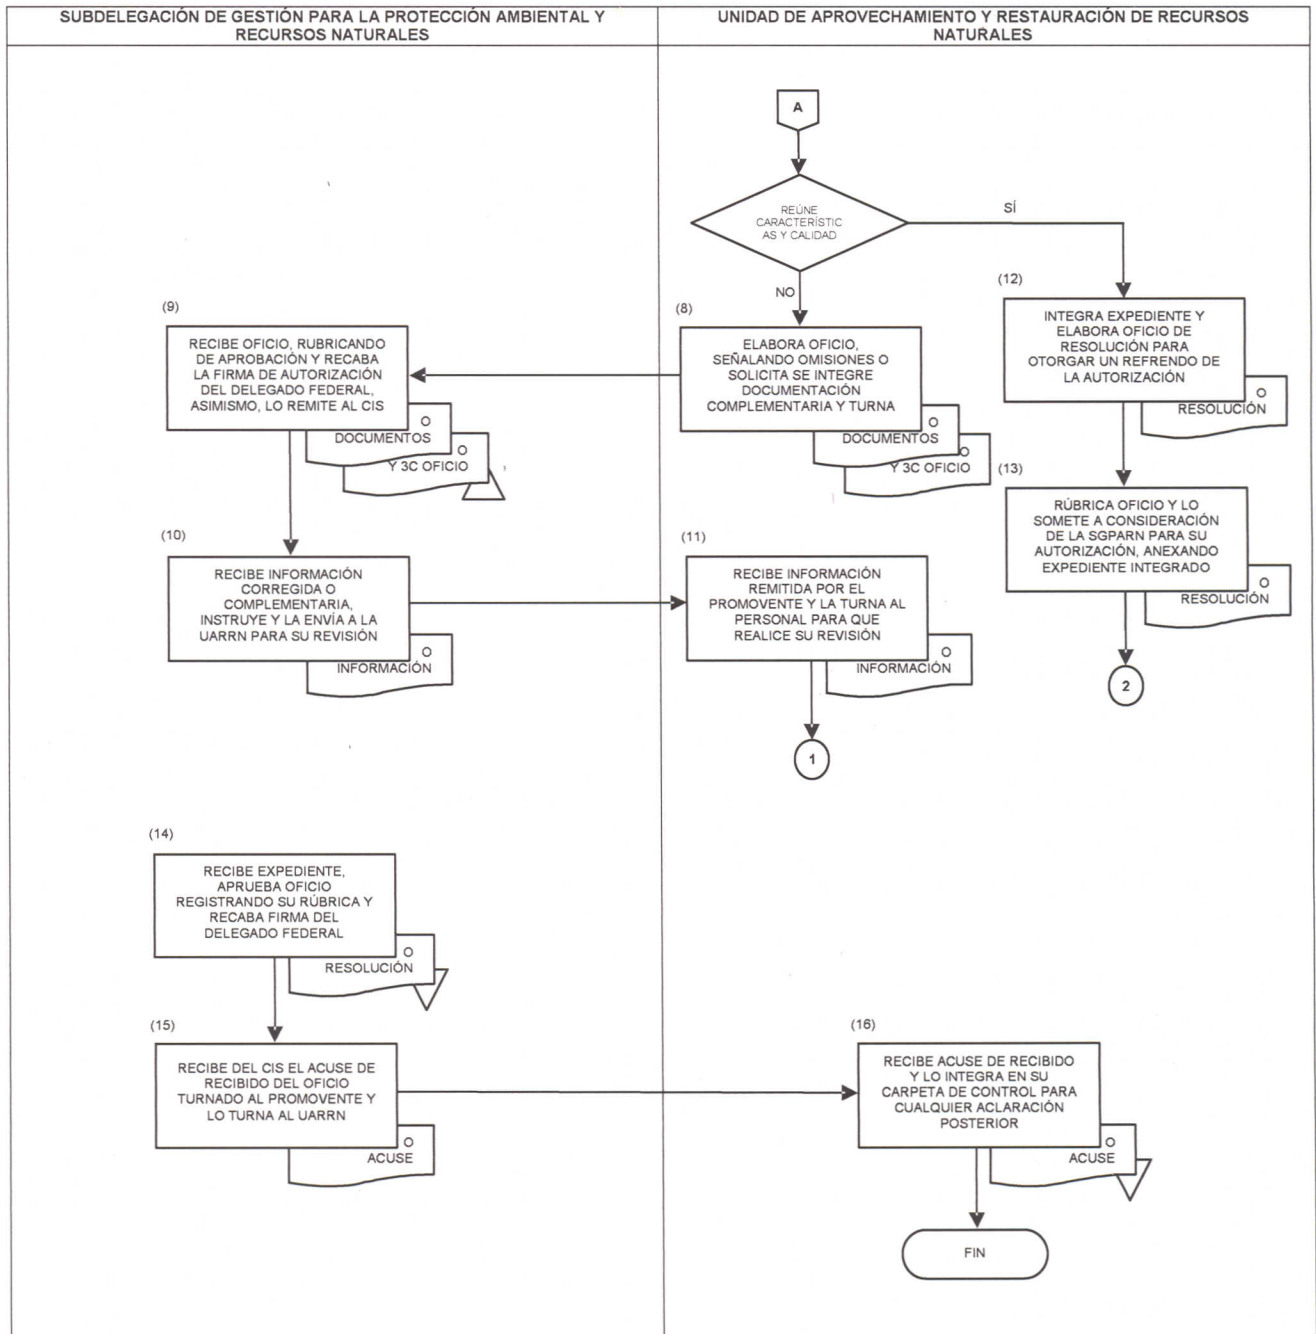 SUBDELEGACIÓN DE GESTIÓN PARA LA PROTECCIÓN AMBIENTAL Y
RECURSOS NATURALES
UNIDAD DE APROVECHAMIENTO Y RESTAURACIÓN DE RECURSOS
NATURALES
A
REÚNE
CARACTERÍSTIC
AS Y CALIDAD
SÍ
NO
(8)
ELABORA OFICIO,
SEÑALANDO OMISIONES O
SOLICITA SE INTEGRE
DOCUMENTACIÓN
COMPLEMENTARIA Y TURNA
O
DOCUMENTOS
O
Y 3C OFICIO
(9)
RECIBE OFICIO, RUBRICANDO
DE APROBACIÓN Y RECABA
LA FIRMA DE AUTORIZACIÓN
DEL DELEGADO FEDERAL,
ASIMISMO, LO REMITE AL CIS
O
DOCUMENTOS
O
Y 3C OFICIO
(10)
RECIBE INFORMACIÓN
CORREGIDA O
COMPLEMENTARIA,
INSTRUYE Y LA ENVÍA A LA
UARRN PARA SU REVISIÓN
O
INFORMACIÓN
(11)
RECIBE INFORMACIÓN
REMITIDA POR EL
PROMOVENTE Y LA TURNA AL
PERSONAL PARA QUE
REALICE SU REVISIÓN
O
INFORMACIÓN
1
(12)
INTEGRA EXPEDIENTE Y
ELABORA OFICIO DE
RESOLUCIÓN PARA
OTORGAR UN REFRENDO DE
LA AUTORIZACIÓN
O
RESOLUCIÓN
(13)
RÚBRICA OFICIO Y LO
SOMETE A CONSIDERACIÓN
DE LA SGPARN PARA SU
AUTORIZACIÓN, ANEXANDO
EXPEDIENTE INTEGRADO
O
RESOLUCIÓN
2
(14)
RECIBE EXPEDIENTE,
APRUEBA OFICIO
REGISTRANDO SU RÚBRICA Y
RECABA FIRMA DEL
DELEGADO FEDERAL
O
RESOLUCIÓN
(15)
RECIBE DEL CIS EL ACUSE DE
RECIBIDO DEL OFICIO
TURNADO AL PROMOVENTE Y
LO TURNA AL UARRN
O
ACUSE
(16)
RECIBE ACUSE DE RECIBIDO
Y LO INTEGRA EN SU
CARPETA DE CONTROL PARA
CUALQUIER ACLARACIÓN
POSTERIOR
O
ACUSE
FIN